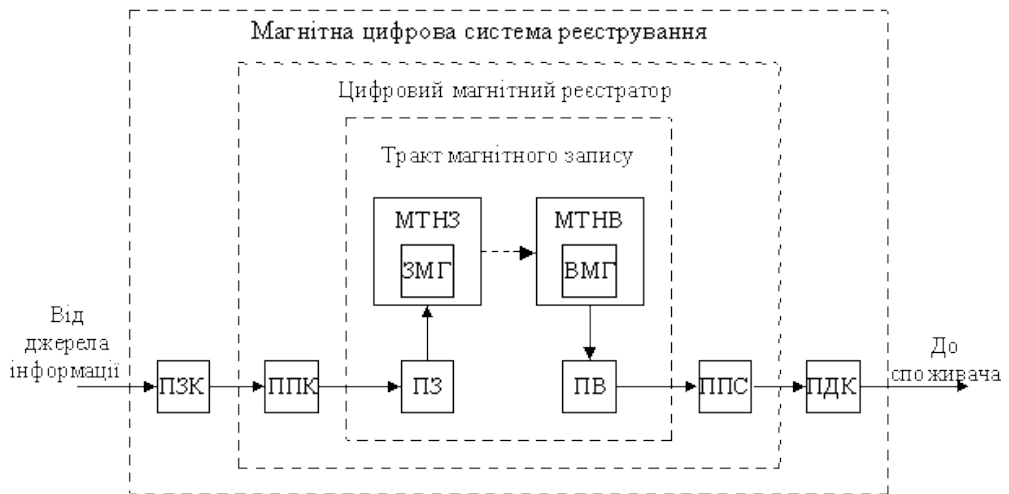 Магнітна цифрова система реєстрування
Цифровий магнітний реєстратор
Тракт магнітного запису
МТНЗ
МТНВ
ЗМГ
ВМГ
Від
джерела
інформації
До
споживача
ПЗК
ППК
ПЗ
ПВ
ППС
ПДК